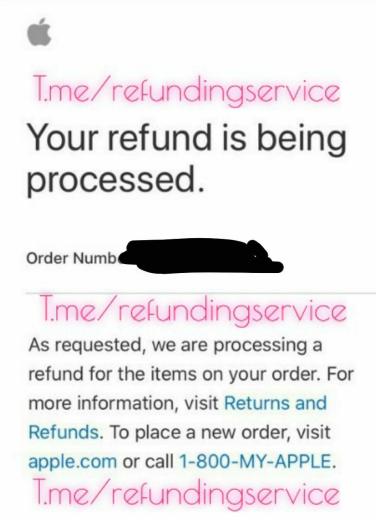 T.me/refundingservice
Your refund is being
processed.
Order Numb
T.me/refundingservice
As requested, we are processing a
refund for the items on your order. For
more information, visit Returns and
Refunds. To place a new order, visit
apple.com or call 1-800-MY-APPLE.
T.me/refundingservice